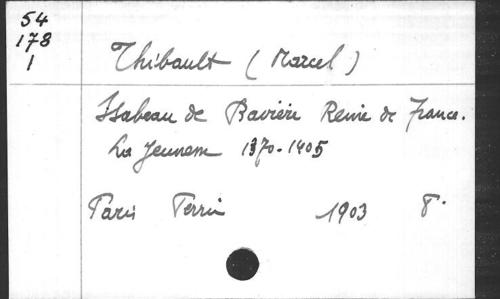 54
178
1
Thibault (Marcel)
Isabeau de Bavière Reine de France.
La Jeunesse 1370-1405
Paris Perrin 1903 8°